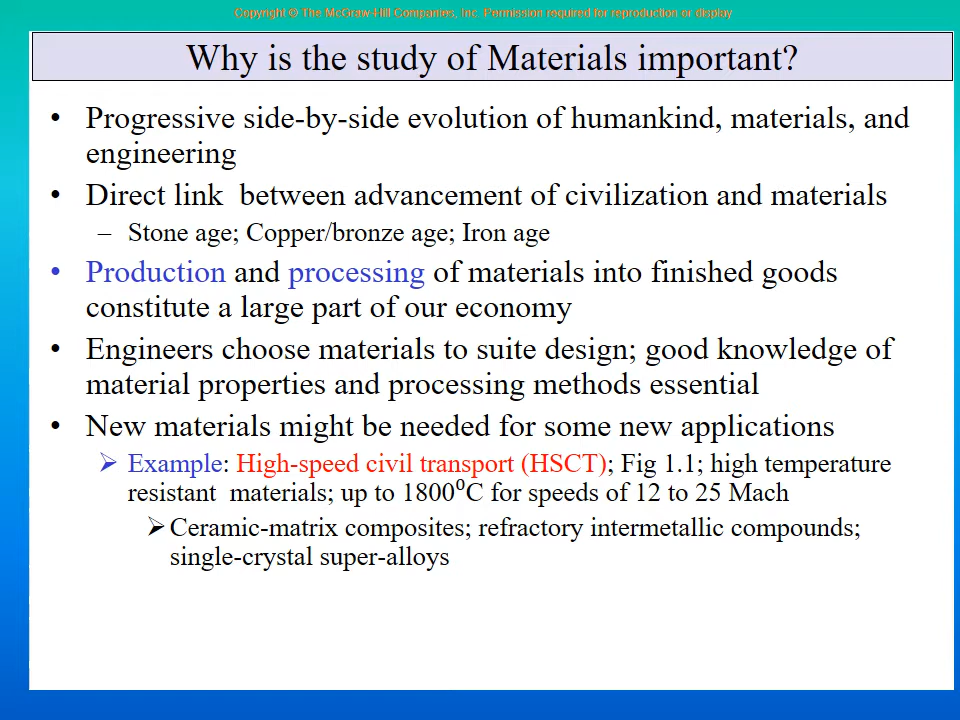 Copyright © The McGraw-Hill Companies, Inc. Permission required for reproduction or display
Why is the study of Materials important?
• Progressive side-by-side evolution of humankind, materials, and
engineering
• Direct link between advancement of civilization and materials
– Stone age; Copper/bronze age; Iron age
• Production and processing of materials into finished goods
constitute a large part of our economy
• Engineers choose materials to suite design; good knowledge of
material properties and processing methods essential
• New materials might be needed for some new applications
➢ Example: High-speed civil transport (HSCT); Fig 1.1; high temperature
resistant materials; up to 1800⁰C for speeds of 12 to 25 Mach
➢ Ceramic-matrix composites; refractory intermetallic compounds;
single-crystal super-alloys